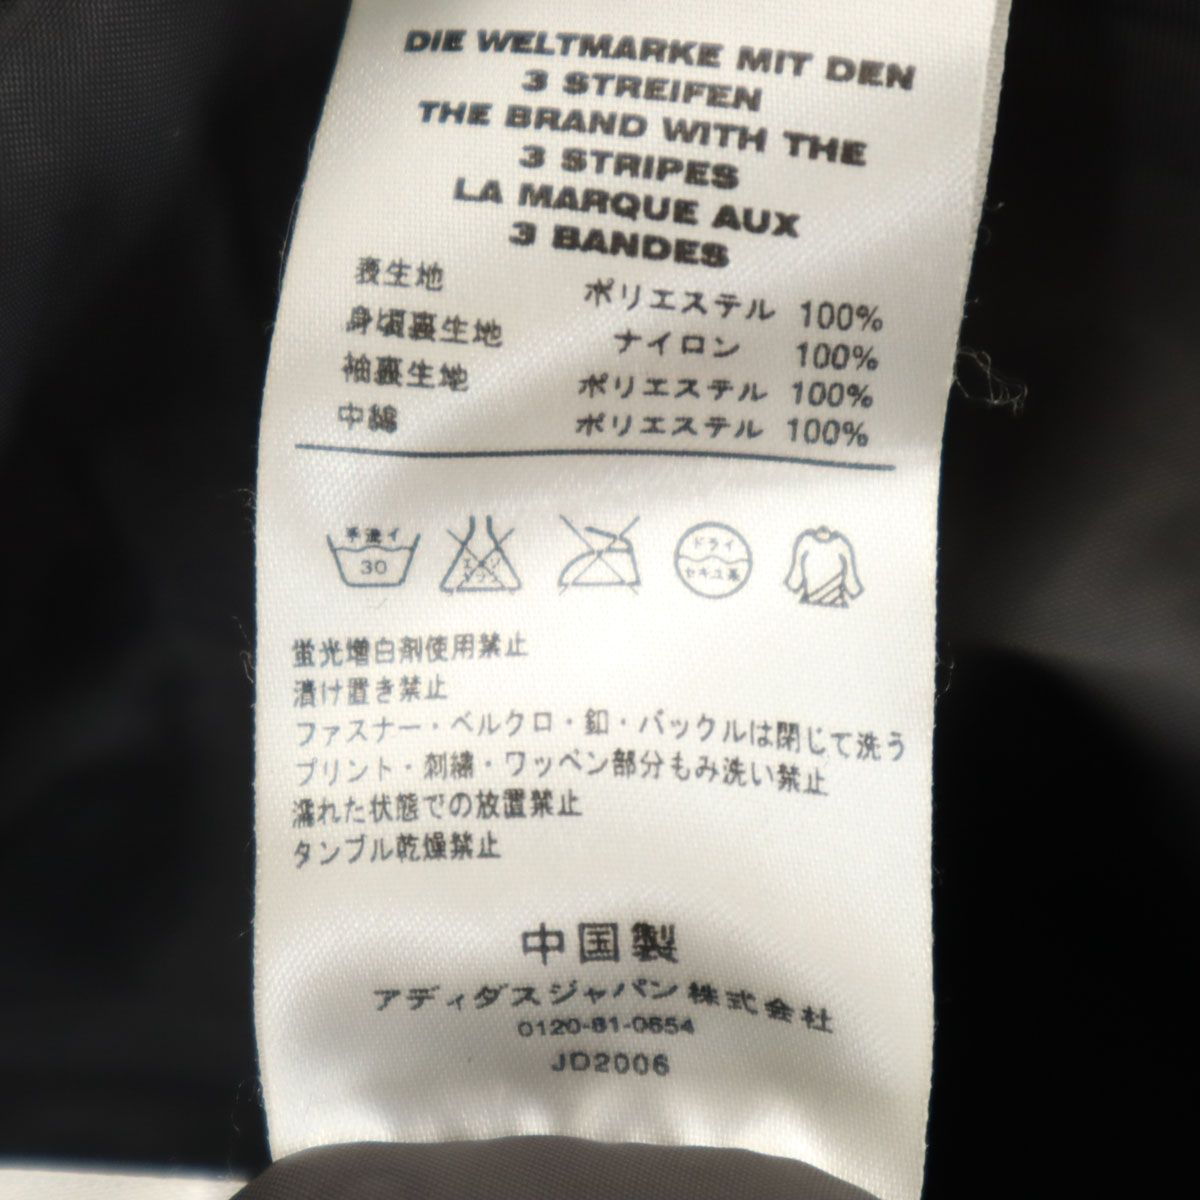 DIE WELTMARKE MIT DEN
3 STREIFEN
THE BRAND WITH THE
3 STRIPES
LA MARQUE AUX
3 BANDES
表生地 ポリエステル 100%
身頃裏生地 ナイロン 100%
袖裏生地 ポリエステル 100%
中綿 ポリエステル 100%
手洗イ
30
エンソ
サラシ
ドライ
セキユ系
蛍光増白剤使用禁止
漬け置き禁止
ファスナー・ベルクロ・釦・バックルは閉じて洗う
プリント・刺繍・ワッペン部分もみ洗い禁止
濡れた状態での放置禁止
タンブル乾燥禁止
中国製
アディダスジャパン株式会社
0120-81-0654
JD2006